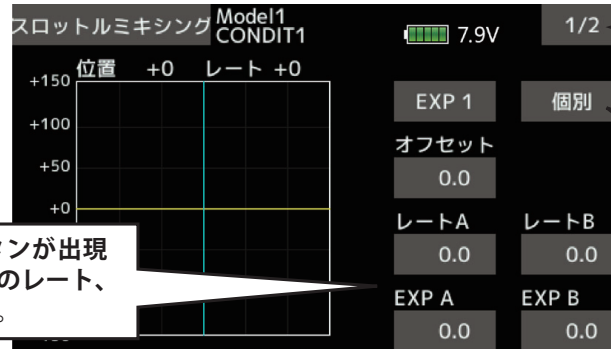 スロットルミキシング
Model1
CONDIT1
7.9V
1/2
位置 +0 レート +0
+150
+100
+50
+0
EXP 1
個別
オフセット
0.0
レートA
レートB
0.0
0.0
EXP A
EXP B
0.0
0.0
タンが出現
のレート、
。